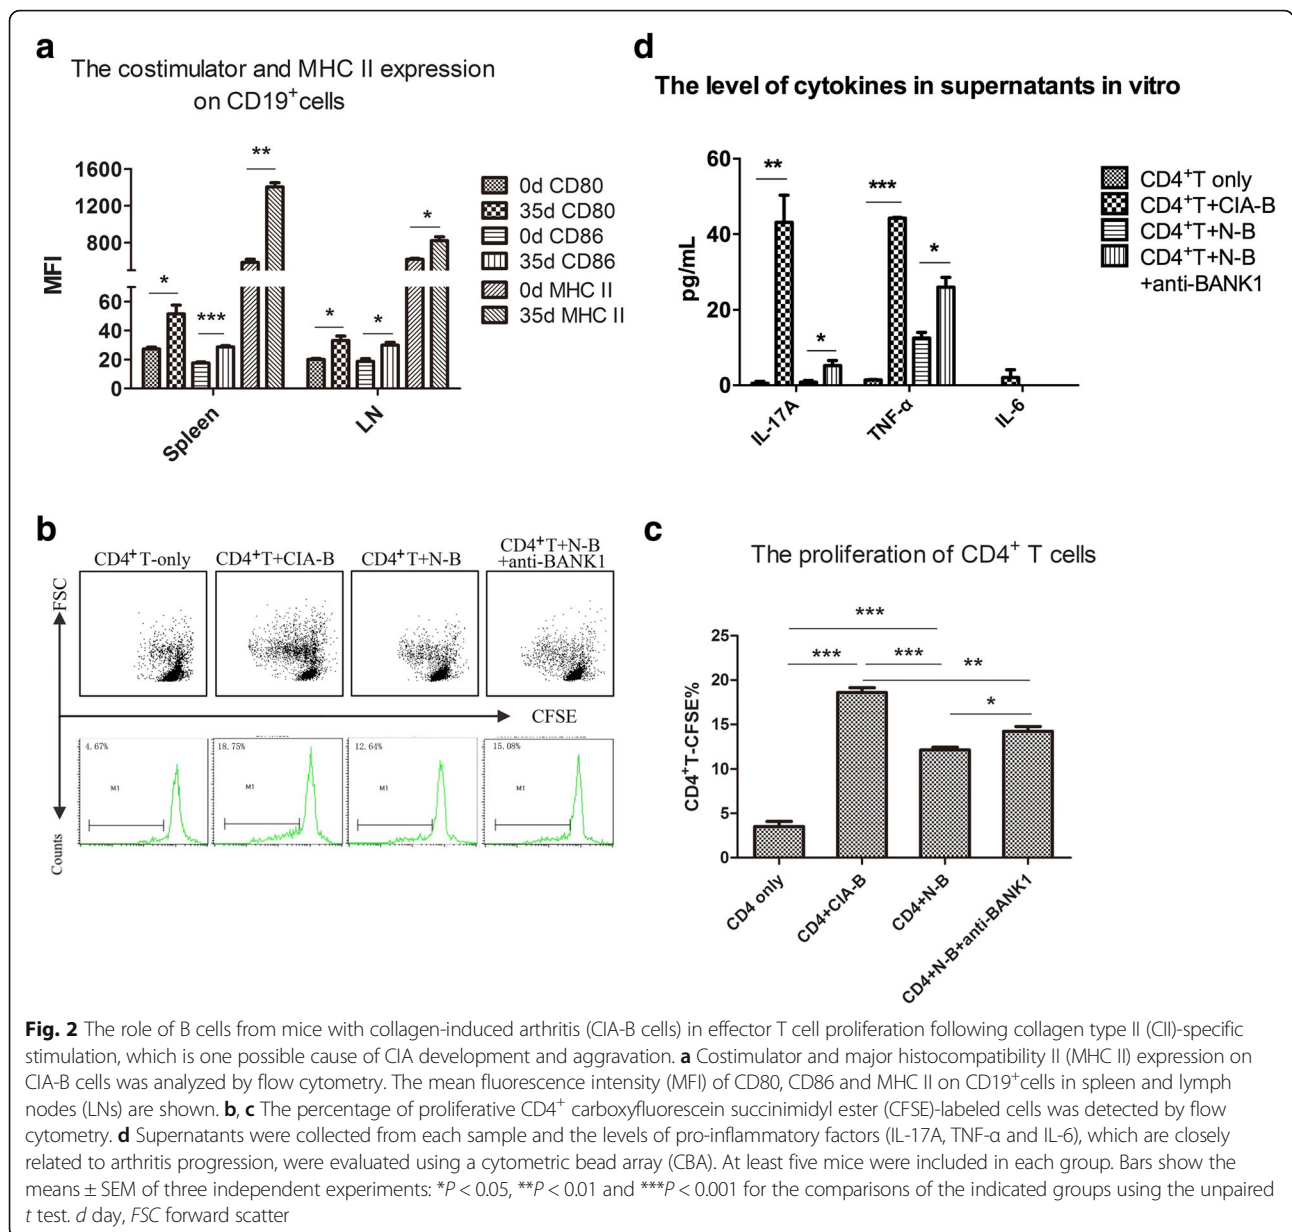 a
The costimulator and MHC II expression
on CD19+cells
MFI
1600
1200
800
60
40
20
0
*
***
**
*
*
*
Spleen
LN
0d CD80
35d CD80
0d CD86
35d CD86
0d MHC II
35d MHC II
d
The level of cytokines in supernatants in vitro
pg/mL
60
40
20
0
**
*
***
*
IL-17A
TNF-α
IL-6
CD4+T only
CD4+T+CIA-B
CD4+T+N-B
CD4+T+N-B
+anti-BANK1
b
CD4+T-only
CD4+T+CIA-B
CD4+T+N-B
CD4+T+N-B
+anti-BANK1
FSC
CFSE
4.67%
M1
18.75%
M1
12.64%
M1
15.08%
M1
Counts
c
The proliferation of CD4+ T cells
CD4+T-CFSE%
25
20
15
10
5
0
***
***
***
**
*
CD4 only
CD4+CIA-B
CD4+N-B
CD4+N-B+anti-BANK1
Fig. 2 The role of B cells from mice with collagen-induced arthritis (CIA-B cells) in effector T cell proliferation following collagen type II (CII)-specific
stimulation, which is one possible cause of CIA development and aggravation. a Costimulator and major histocompatibility II (MHC II) expression on
CIA-B cells was analyzed by flow cytometry. The mean fluorescence intensity (MFI) of CD80, CD86 and MHC II on CD19+cells in spleen and lymph
nodes (LNs) are shown. b, c The percentage of proliferative CD4+ carboxyfluorescein succinimidyl ester (CFSE)-labeled cells was detected by flow
cytometry. d Supernatants were collected from each sample and the levels of pro-inflammatory factors (IL-17A, TNF-α and IL-6), which are closely
related to arthritis progression, were evaluated using a cytometric bead array (CBA). At least five mice were included in each group. Bars show the
means ± SEM of three independent experiments: *P < 0.05, **P < 0.01 and ***P < 0.001 for the comparisons of the indicated groups using the unpaired
t test. d day, FSC forward scatter